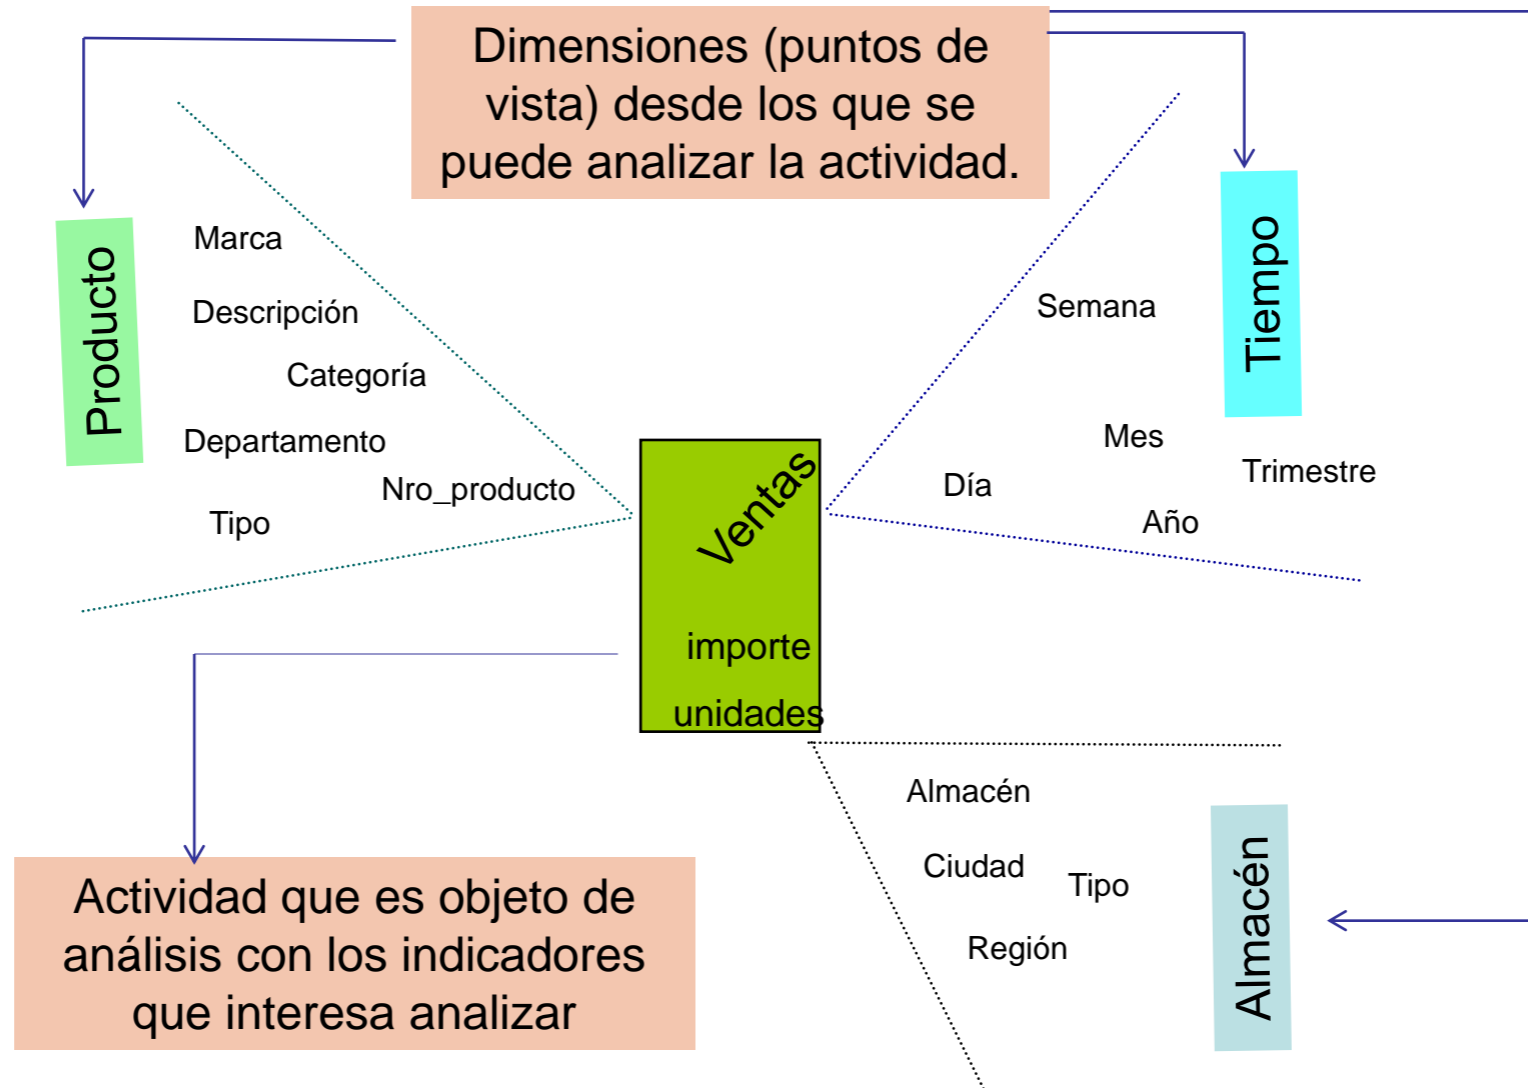 Dimensiones (puntos de
vista) desde los que se
puede analizar la actividad.
Producto
Marca
Descripción
Categoría
Departamento
Nro_producto
Tipo
Tiempo
Semana
Mes
Trimestre
Día
Año
Ventas
importe
unidades
Almacén
Ciudad
Tipo
Región
Almacén
Actividad que es objeto de
análisis con los indicadores
que interesa analizar